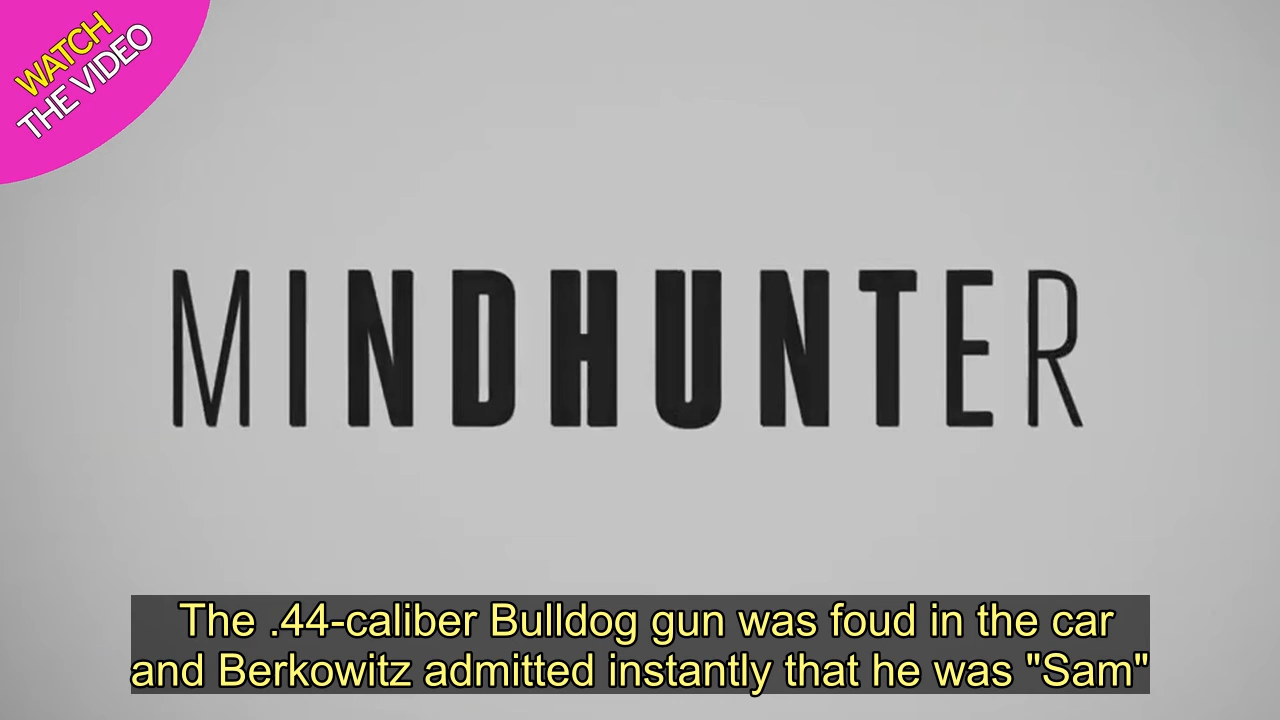 WATCH
THE VIDEO
MINDHUNTER
The .44-caliber Bulldog gun was foud in the car
and Berkowitz admitted instantly that he was "Sam"